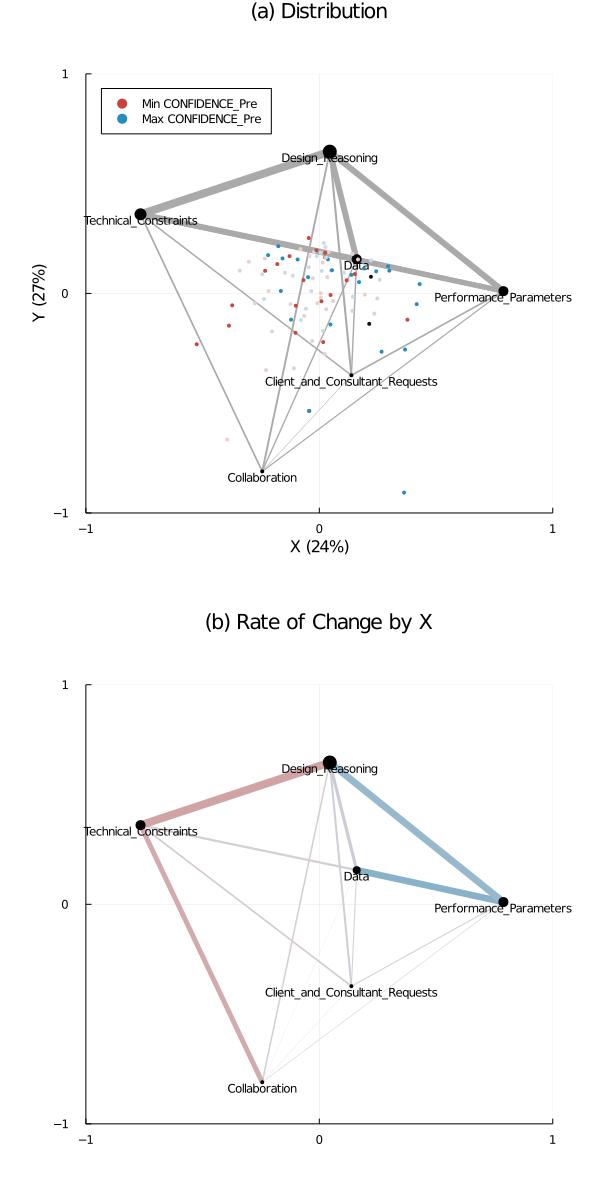 (a) Distribution
1
Min CONFIDENCE_Pre
Max CONFIDENCE_Pre
Design_Reasoning
Technical_Constraints
Data
Y (27%)
0
Performance_Parameters
Client_and_Consultant_Requests
Collaboration
−1
−1
0
1
X (24%)
(b) Rate of Change by X
1
Design_Reasoning
Technical_Constraints
Data
0
Performance_Parameters
Client_and_Consultant_Requests
Collaboration
−1
−1
0
1